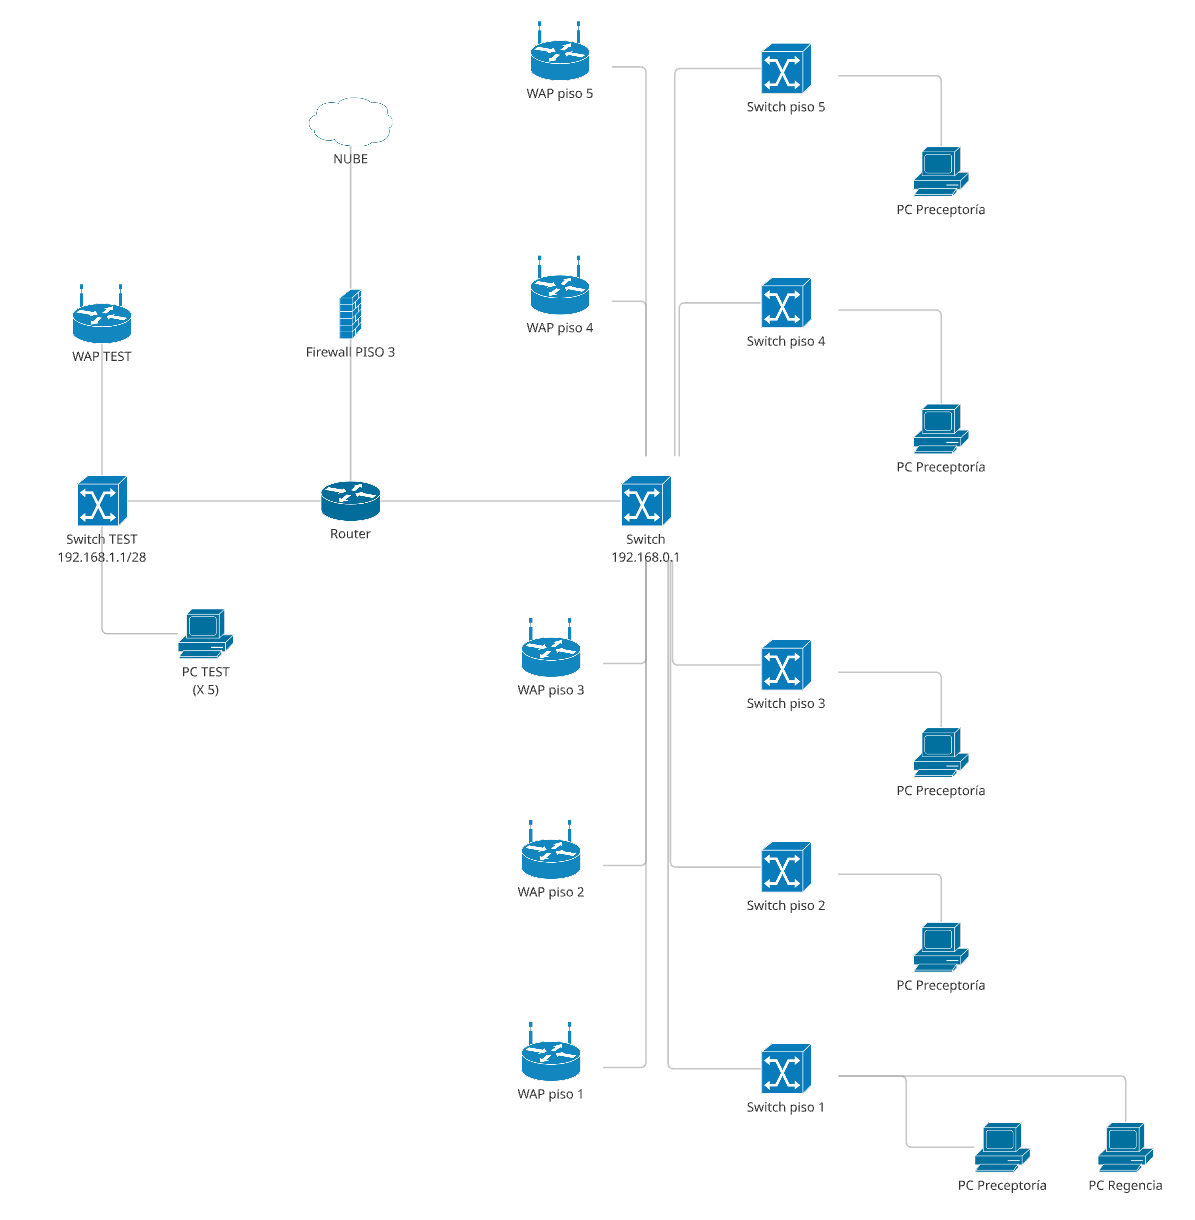 WAP piso 5
Switch piso 5
NUBE
PC Preceptoría
WAP piso 4
Switch piso 4
WAP TEST
Firewall PISO 3
PC Preceptoría
Switch TEST
192.168.1.1/28
Router
Switch
192.168.0.1
PC TEST
(X 5)
WAP piso 3
Switch piso 3
PC Preceptoría
WAP piso 2
Switch piso 2
PC Preceptoría
WAP piso 1
Switch piso 1
PC Preceptoría
PC Regencia